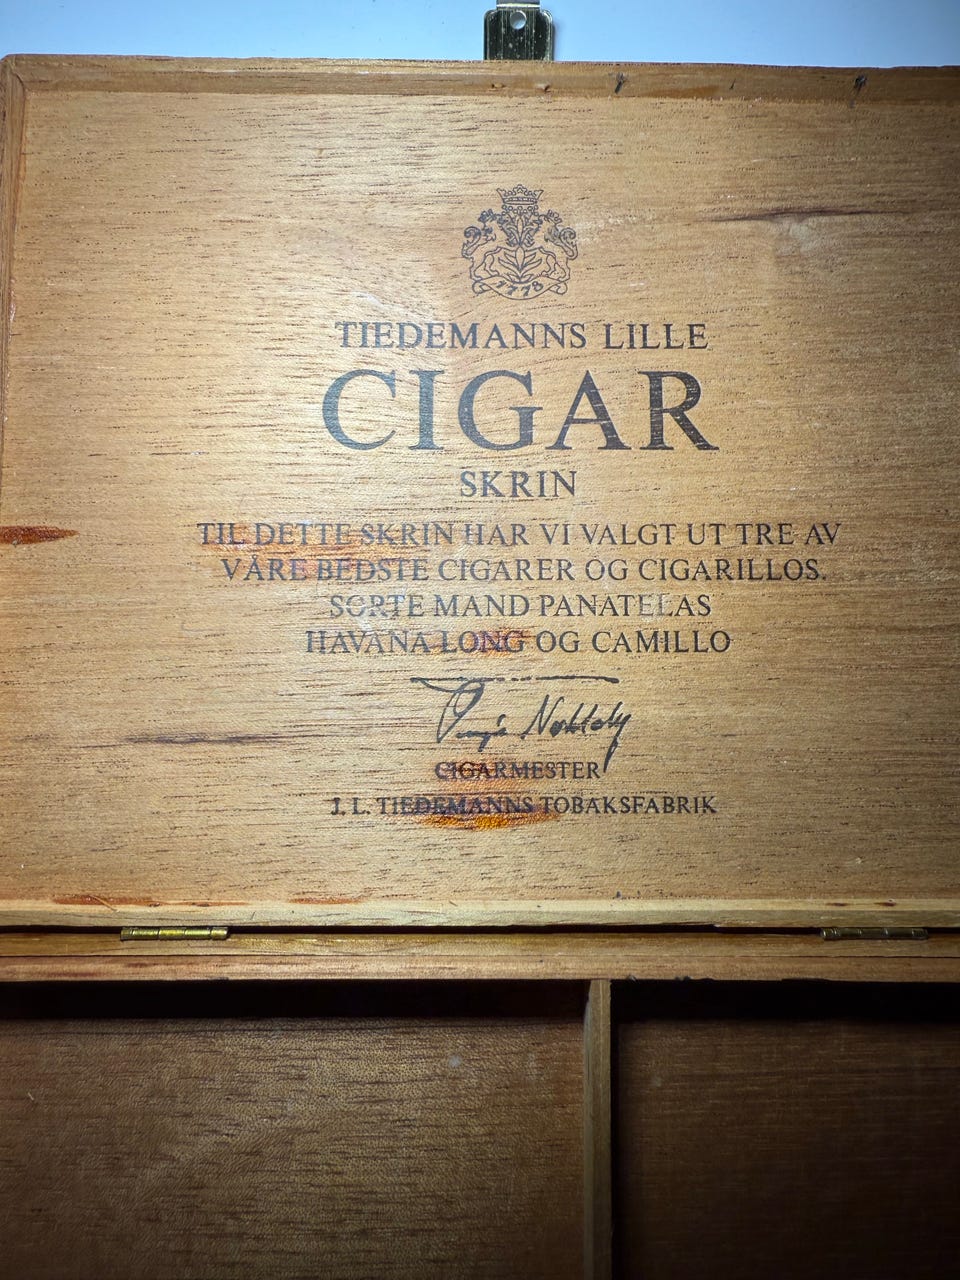 1778
TIEDEMANNS LILLE
CIGAR
SKRIN
TIL DETTE SKRIN HAR VI VALGT UT TRE AV
VÅRE BEDSTE CIGARER OG CIGARILLOS.
SORTE MAND PANATELAS
HAVANA LONG OG CAMILLO
CIGARMESTER
J. L. TIEDEMANNS TOBAKSFABRIK